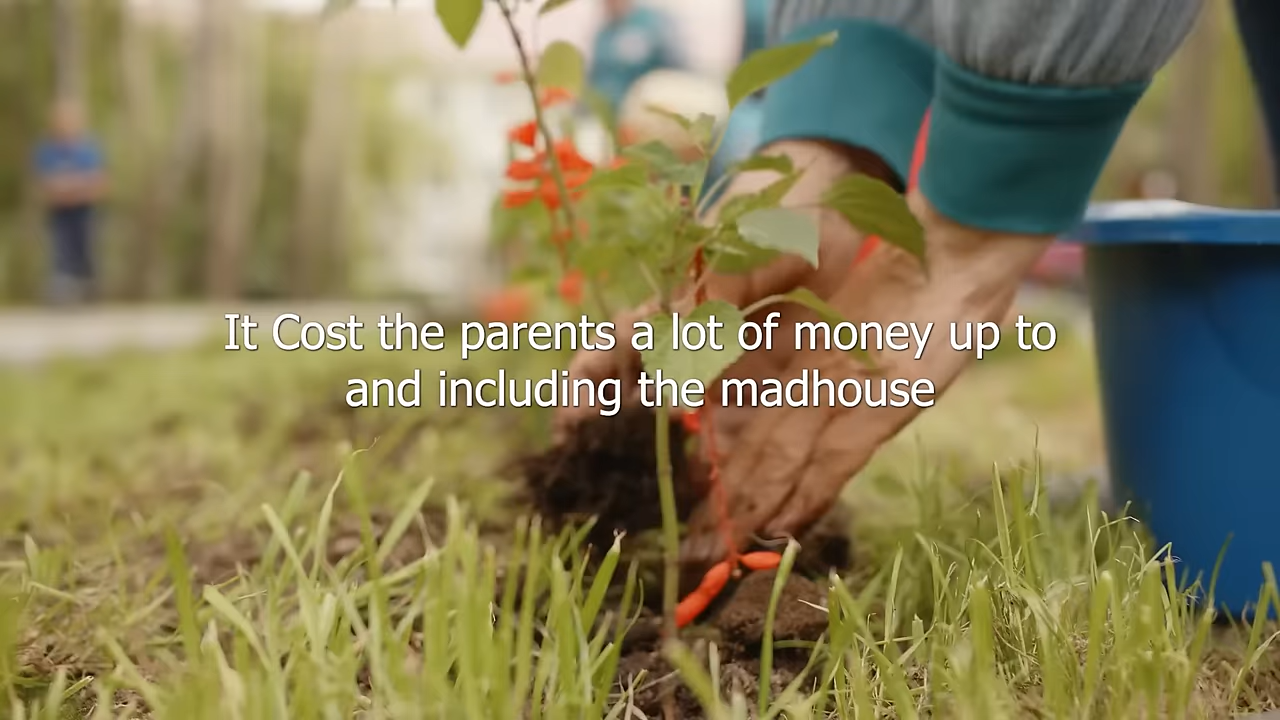 It Cost the parents a lot of money up to
and including the madhouse